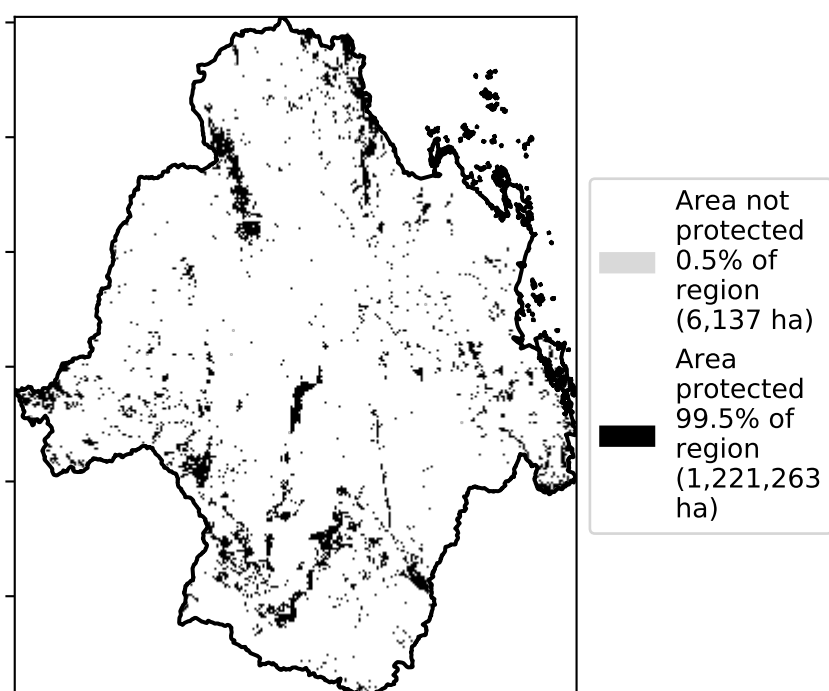 Area not
protected
0.5% of
region
(6,137 ha)
Area
protected
99.5% of
region
(1,221,263
ha)